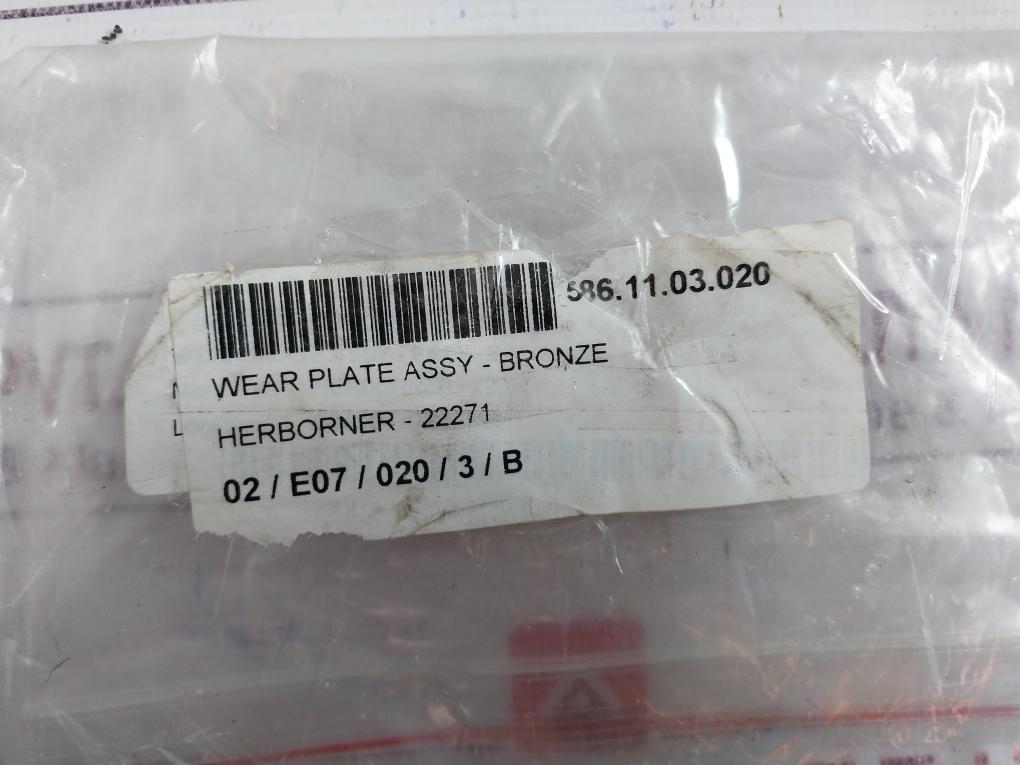 586.11.03.020
WEAR PLATE ASSY - BRONZE
HERBORNER - 22271
02 / E07 / 020 / 3 / B